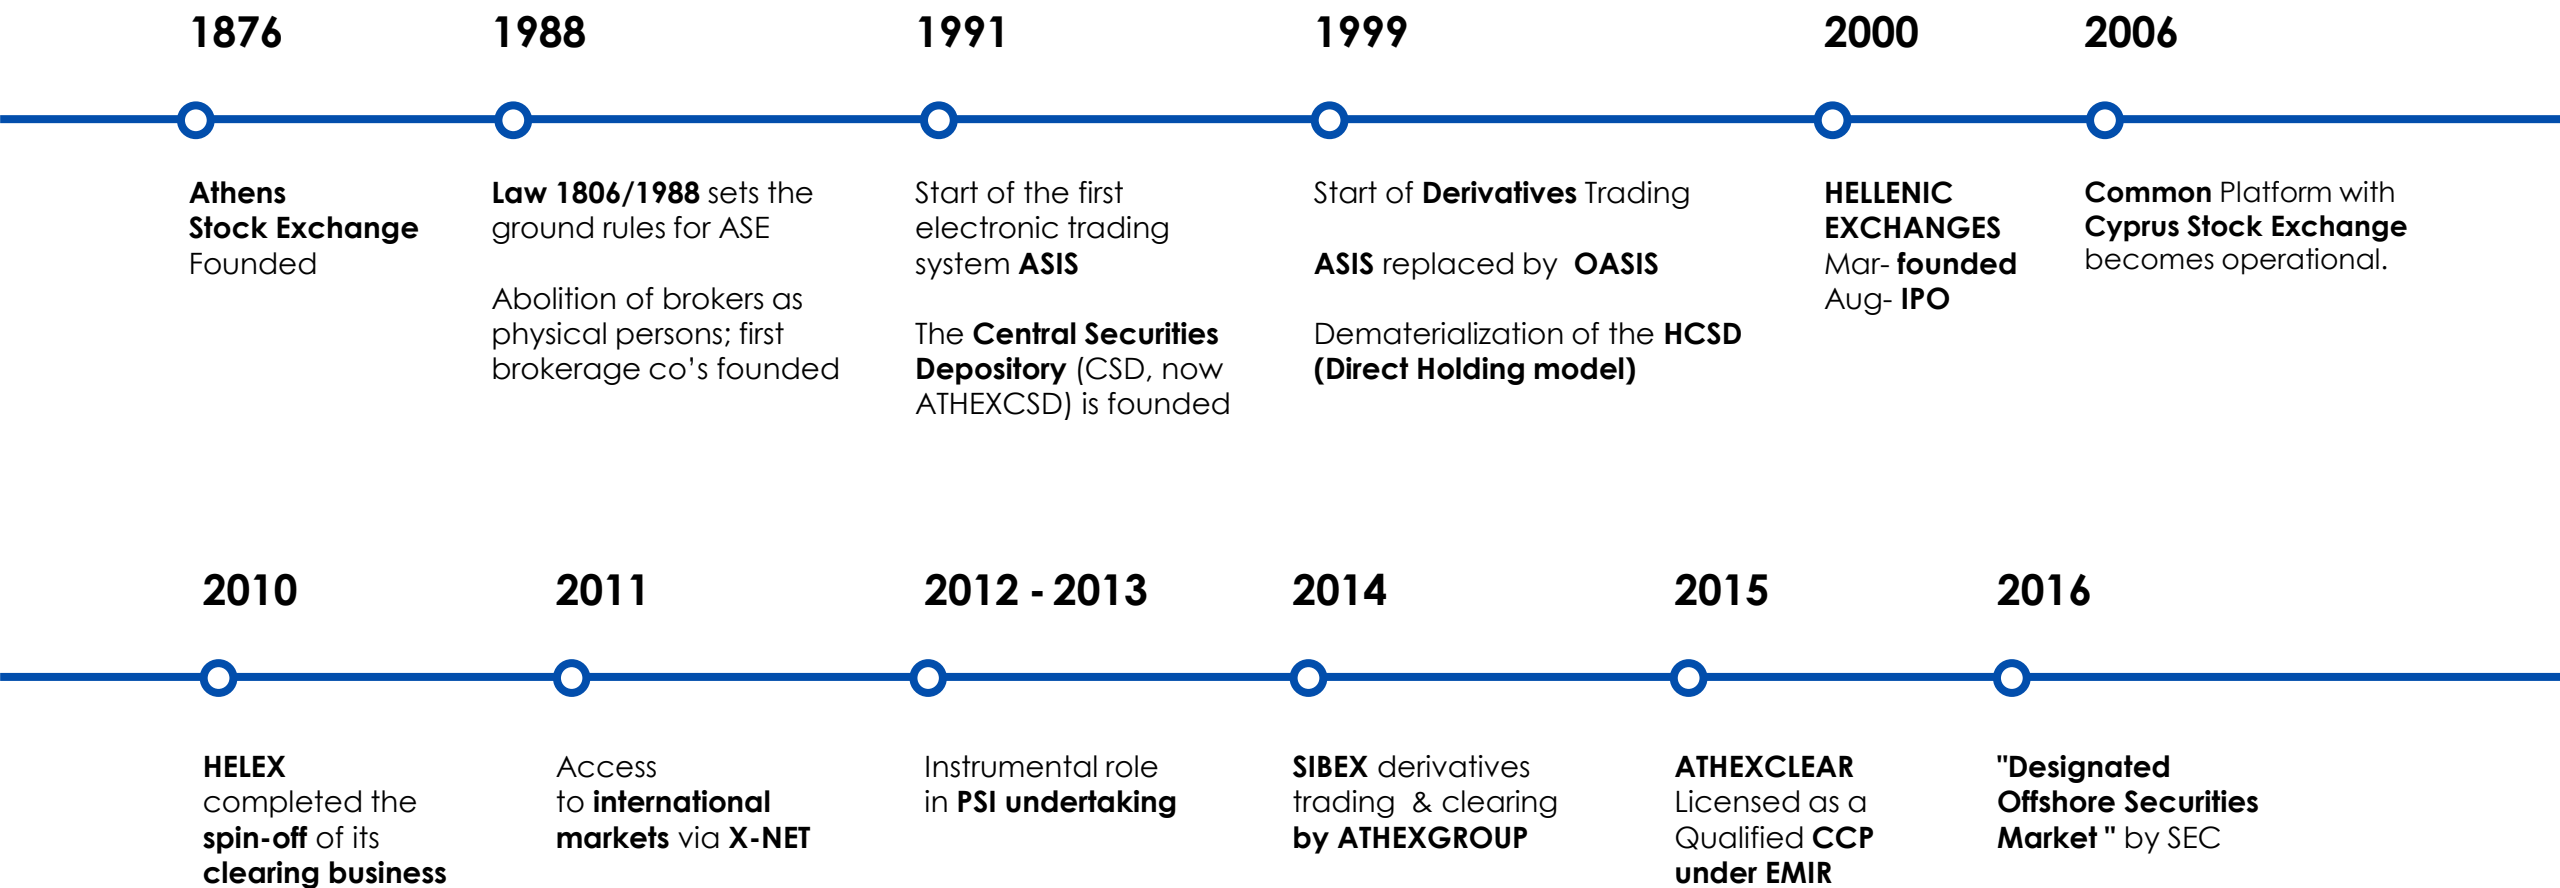 1876
Athens
Stock Exchange
Founded
1988
Law 1806/1988 sets the
ground rules for ASE
Abolition of brokers as
physical persons; first
brokerage co’s founded
1991
Start of the first
electronic trading
system ASIS
The Central Securities
Depository (CSD, now
ATHEXCSD) is founded
1999
Start of Derivatives Trading
ASIS replaced by OASIS
Dematerialization of the HCSD
(Direct Holding model)
2000
HELLENIC
EXCHANGES
Mar- founded
Aug- IPO
2006
Common Platform with
Cyprus Stock Exchange
becomes operational.
2010
HELEX
completed the
spin-off of its
clearing business
2011
Access
to international
markets via X-NET
2012 - 2013
Instrumental role
in PSI undertaking
2014
SIBEX derivatives
trading & clearing
by ATHEXGROUP
2015
ATHEXCLEAR
Licensed as a
Qualified CCP
under EMIR
2016
"Designated
Offshore Securities
Market " by SEC